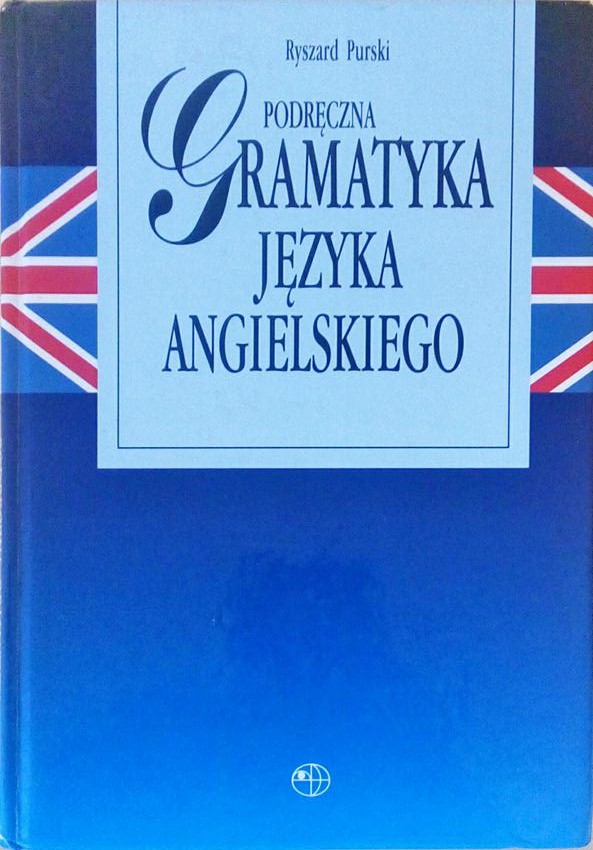 Ryszard Purski
PODRĘCZNA
GRAMATYKA
JĘZYKA
ANGIELSKIEGO